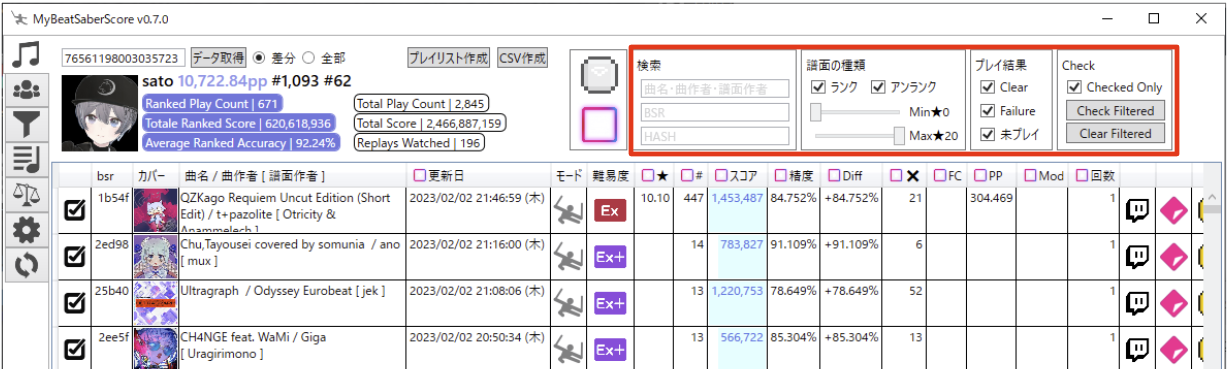 MyBeatSaberScore v0.7.0
76561198003035723 データ取得 差分 全部 プレイリスト作成 CSV作成
sato 10,722.84pp #1,093 #62
Ranked Play Count | 671 Total Play Count | 2,845
Totale Ranked Score | 620,618,936 Total Score | 2,466,887,159
Average Ranked Accuracy | 92.24% Replays Watched | 196
検索
曲名・曲作者・譜面作者
BSR
HASH
譜面の種類
ランク アンランク
Min★0
Max★20
プレイ結果
Clear
Failure
未プレイ
Check
Checked Only
Check Filtered
Clear Filtered
bsr カバー 曲名 / 曲作者 [ 譜面作者 ] 更新日 モード 難易度 ★ # スコア 精度 Diff ✖ FC PP Mod 回数
1b54f QZKago Requiem Uncut Edition (Short 2023/02/02 21:46:59 (木) Ex 10.10 447 1,453,487 84.752% +84.752% 21 304.469 1
Edit) / t+pazolite [ Otricity &
Anammelech ]
2ed98 Chu,Tayousei covered by somunia / ano 2023/02/02 21:16:00 (木) Ex+ 14 783,827 91.109% +91.109% 6 1
[ mux ]
25b40 Ultragraph / Odyssey Eurobeat [ jek ] 2023/02/02 21:08:06 (木) Ex+ 13 1,220,753 78.649% +78.649% 52 1
2ee5f CH4NGE feat. WaMi / Giga 2023/02/02 20:50:34 (木) Ex+ 13 566,722 85.304% +85.304% 13 1
[ Uragirimono ]